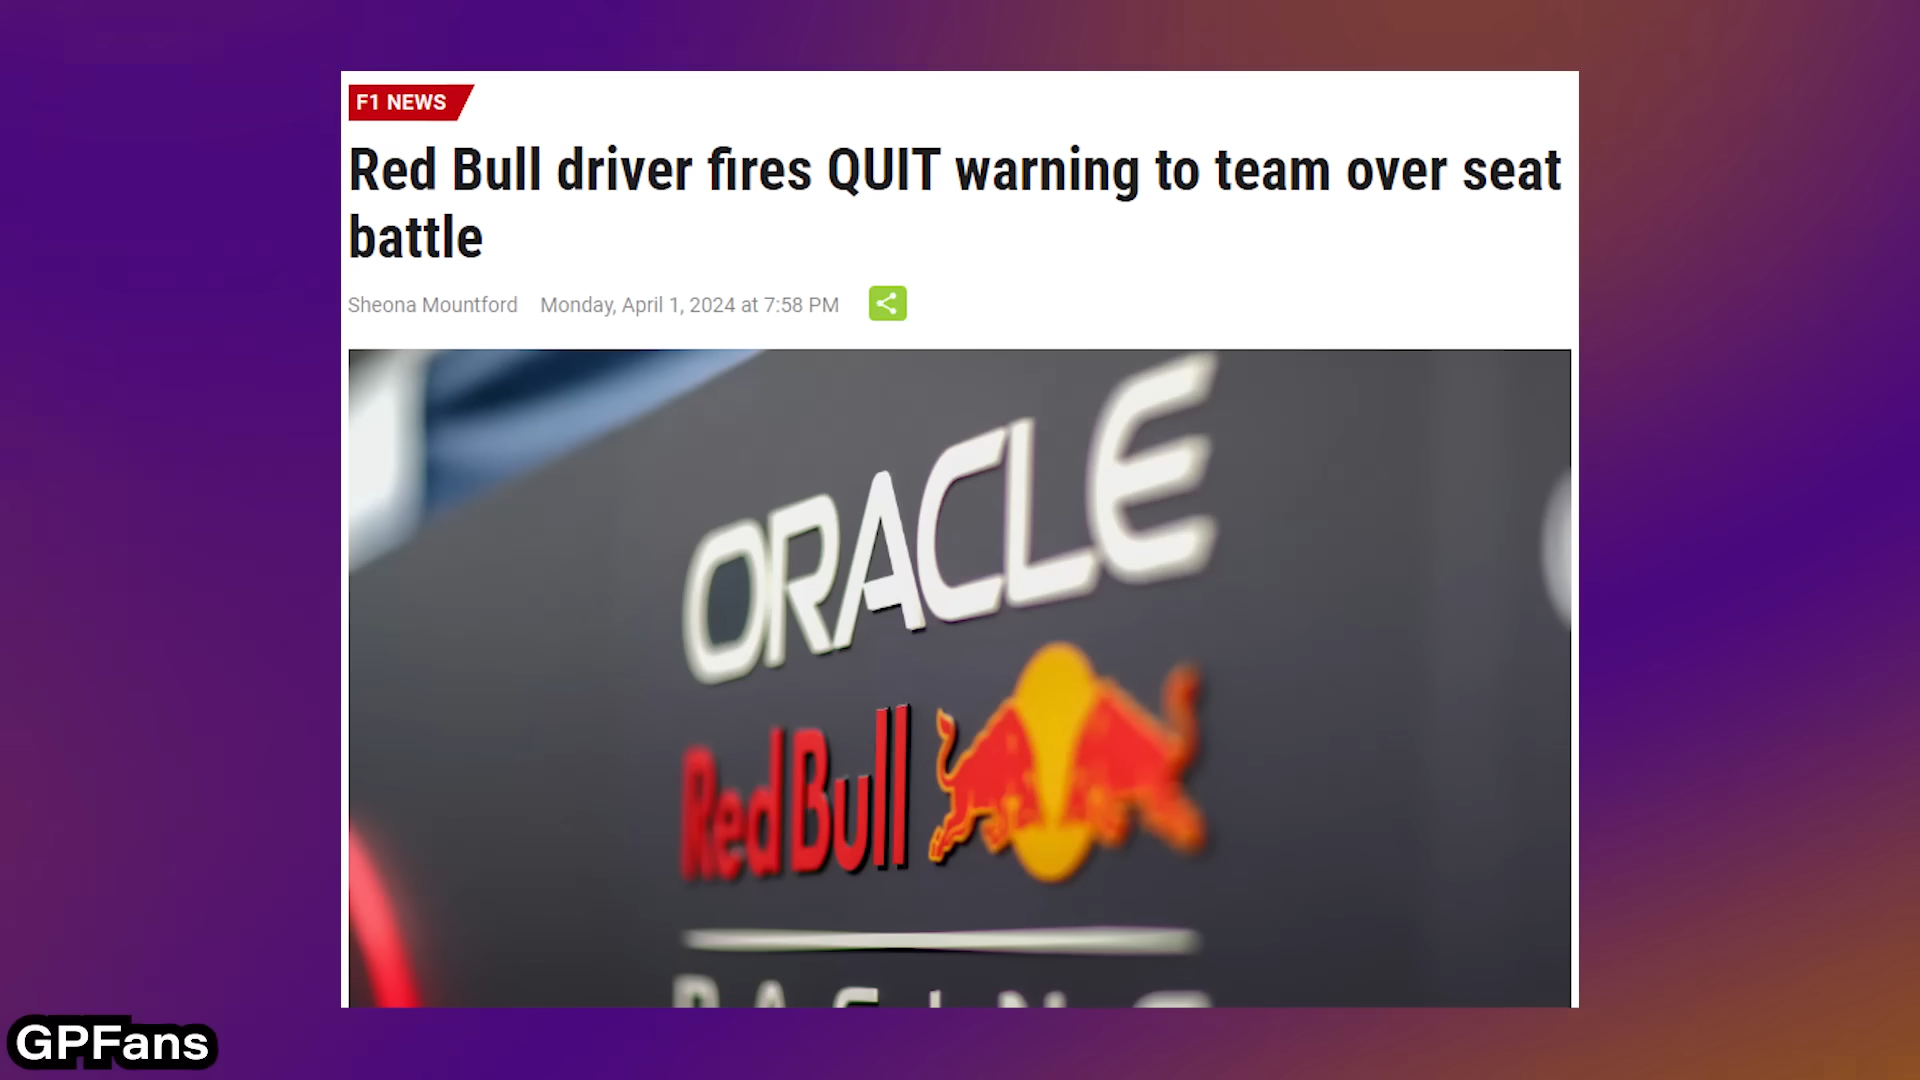 F1 NEWS
Red Bull driver fires QUIT warning to team over seat
battle
Sheona Mountford Monday, April 1, 2024 at 7:58 PM
ORACLE
Red Bull
RACING
GPFans